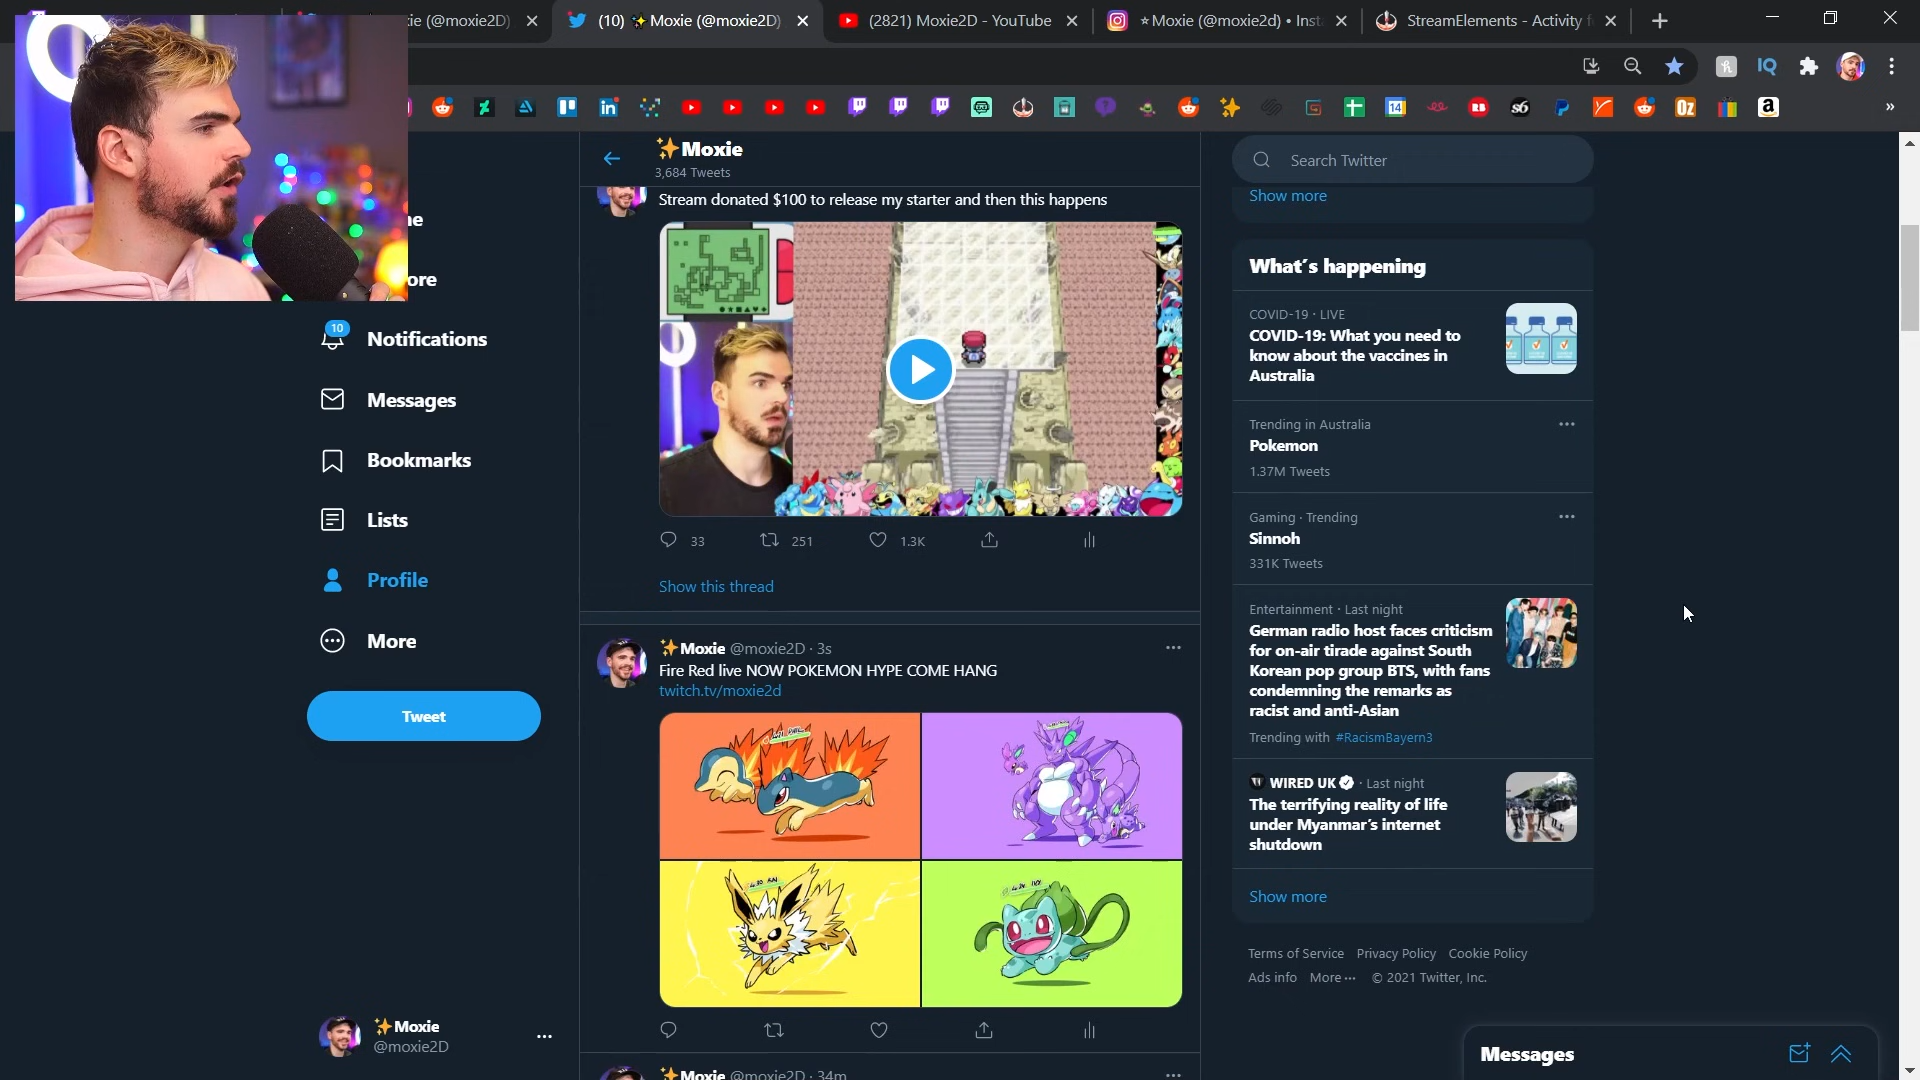 ie (@moxie2D)
(10) ✨ Moxie (@moxie2D)
(2821) Moxie2D - YouTube
⭐Moxie (@moxie2d) • Inst
StreamElements - Activity f
IQ
14
RB
s6
Oz
»
✨Moxie
3,684 Tweets
Search Twitter
Show more
me
ore
10
Notifications
Messages
Bookmarks
Lists
Profile
More
Tweet
✨Moxie
@moxie2D
Stream donated $100 to release my starter and then this happens
33
251
1.3K
Show this thread
✨Moxie @moxie2D · 3s
Fire Red live NOW POKEMON HYPE COME HANG
twitch.tv/moxie2d
✨Moxie @moxie2D · 34m
What's happening
COVID-19 · LIVE
COVID-19: What you need to
know about the vaccines in
Australia
Trending in Australia
Pokemon
1.37M Tweets
Gaming · Trending
Sinnoh
331K Tweets
Entertainment · Last night
German radio host faces criticism
for on-air tirade against South
Korean pop group BTS, with fans
condemning the remarks as
racist and anti-Asian
Trending with #RacismBayern3
WIRED UK · Last night
The terrifying reality of life
under Myanmar's internet
shutdown
Show more
Terms of Service Privacy Policy Cookie Policy
Ads info More ··· © 2021 Twitter, Inc.
Messages